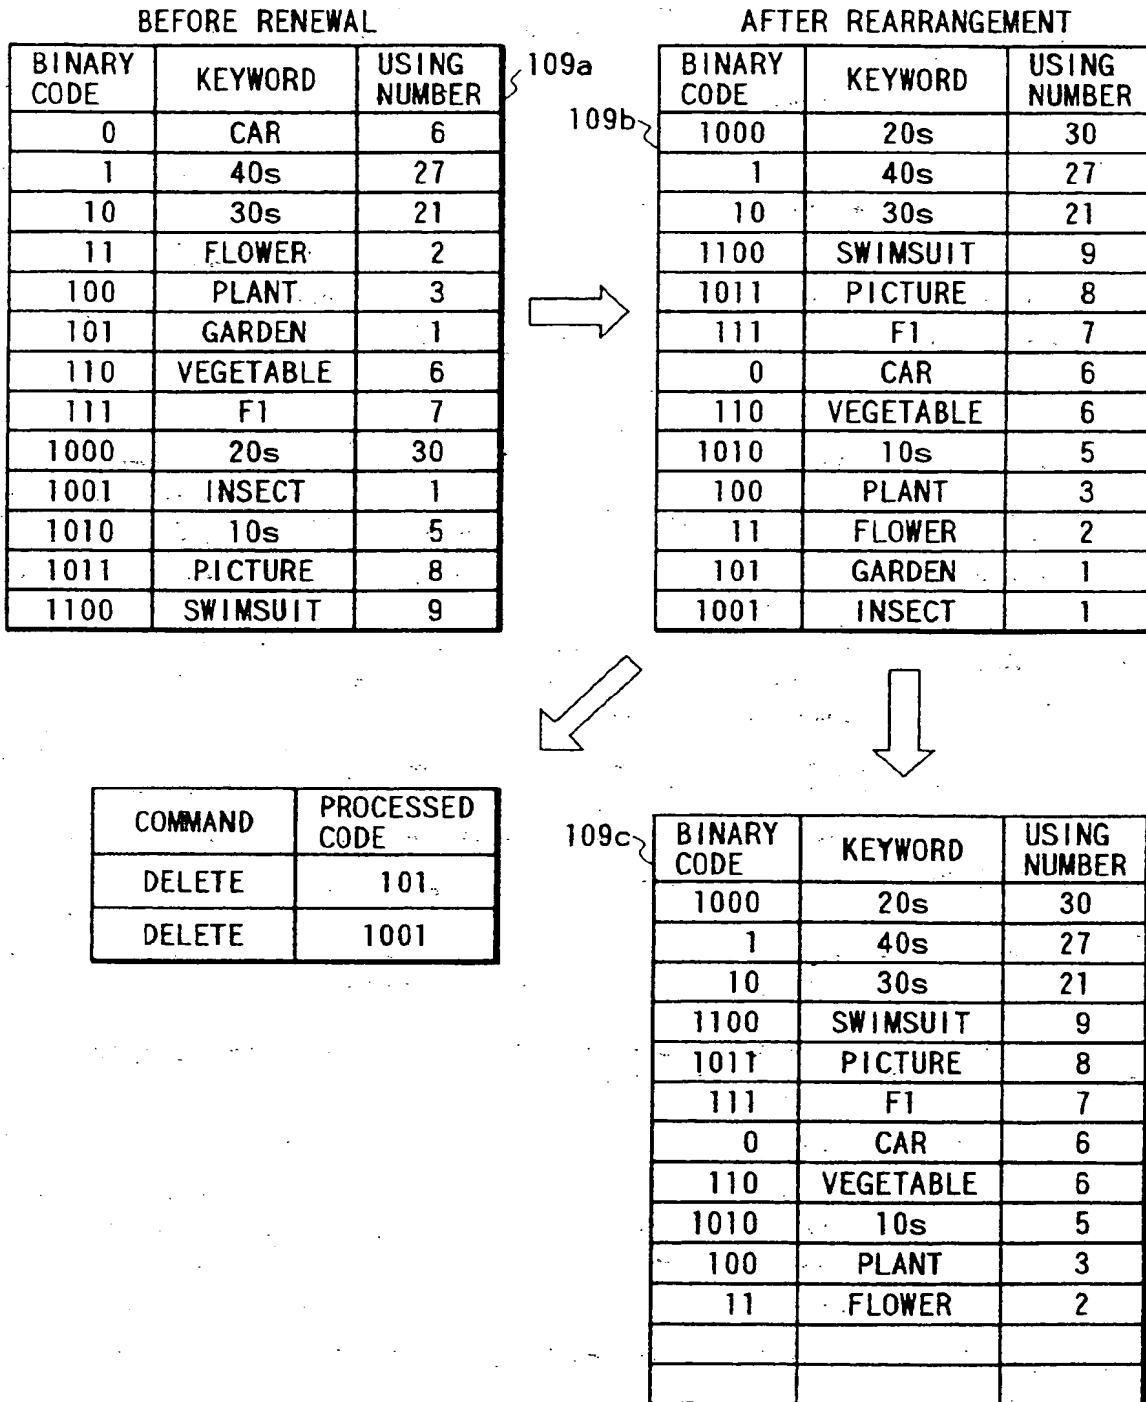 BEFORE RENEWAL
BINARY CODE KEYWORD USING NUMBER
109a
0 CAR 6
1 40s 27
10 30s 21
11 FLOWER 2
100 PLANT 3
101 GARDEN 1
110 VEGETABLE 6
111 F1 7
1000 20s 30
1001 INSECT 1
1010 10s 5
1011 PICTURE 8
1100 SWIMSUIT 9
AFTER REARRANGEMENT
109b
BINARY CODE KEYWORD USING NUMBER
1000 20s 30
1 40s 27
10 30s 21
1100 SWIMSUIT 9
1011 PICTURE 8
111 F1 7
0 CAR 6
110 VEGETABLE 6
1010 10s 5
100 PLANT 3
11 FLOWER 2
101 GARDEN 1
1001 INSECT 1
COMMAND PROCESSED CODE
DELETE 101
DELETE 1001
109c
BINARY CODE KEYWORD USING NUMBER
1000 20s 30
1 40s 27
10 30s 21
1100 SWIMSUIT 9
1011 PICTURE 8
111 F1 7
0 CAR 6
110 VEGETABLE 6
1010 10s 5
100 PLANT 3
11 FLOWER 2